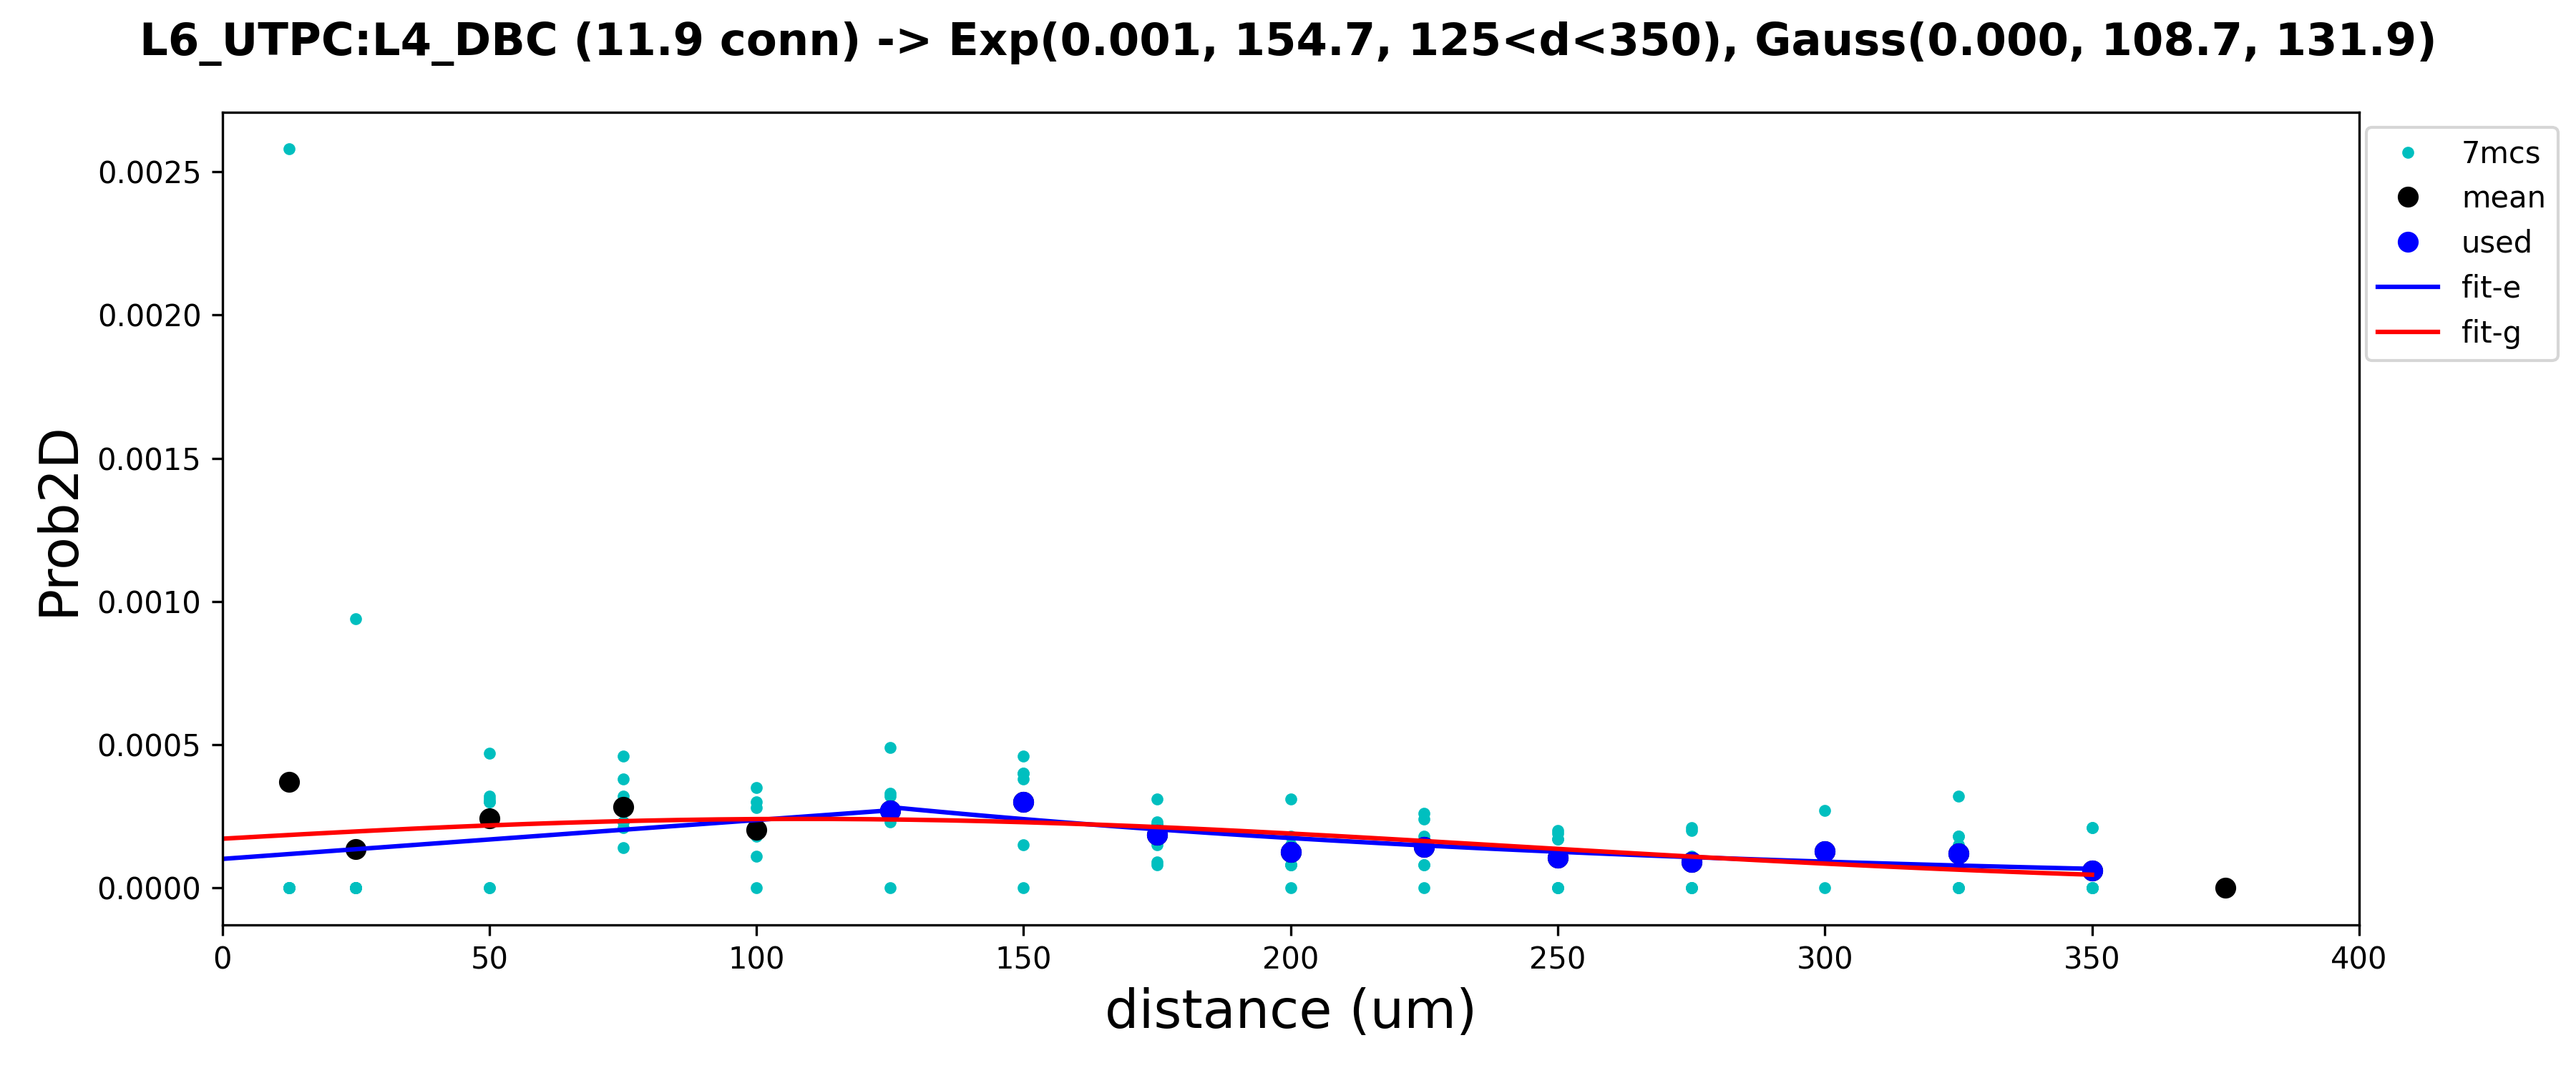 L6_UTPC:L4_DBC (11.9 conn) -> Exp(0.001, 154.7, 125<d<350), Gauss(0.000, 108.7, 131.9)
7mcs
mean
used
fit-e
fit-g
Prob2D
0.0025
0.0020
0.0015
0.0010
0.0005
0.0000
0 50 100 150 200 250 300 350 400
distance (um)